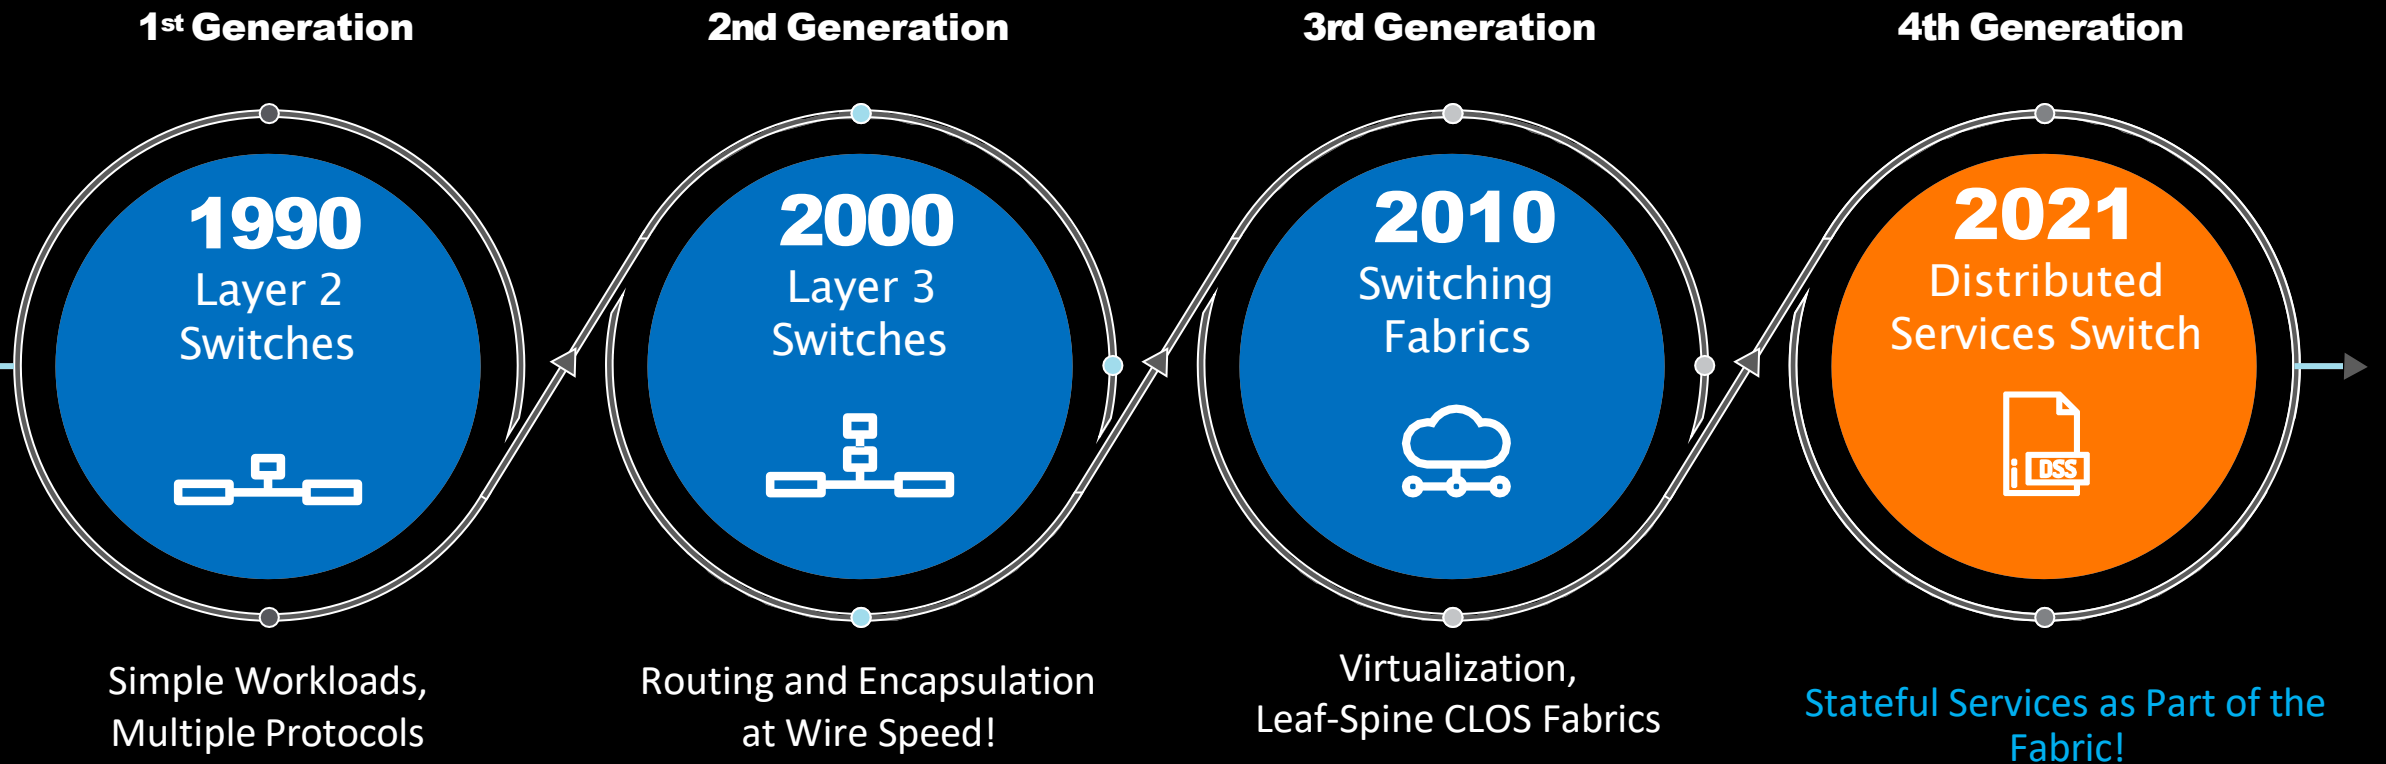 1st Generation
1990
Layer 2
Switches
Simple Workloads,
Multiple Protocols
2nd Generation
2000
Layer 3
Switches
Routing and Encapsulation
at Wire Speed!
3rd Generation
2010
Switching
Fabrics
Virtualization,
Leaf-Spine CLOS Fabrics
4th Generation
2021
Distributed
Services Switch
i DSS
Stateful Services as Part of the
Fabric!